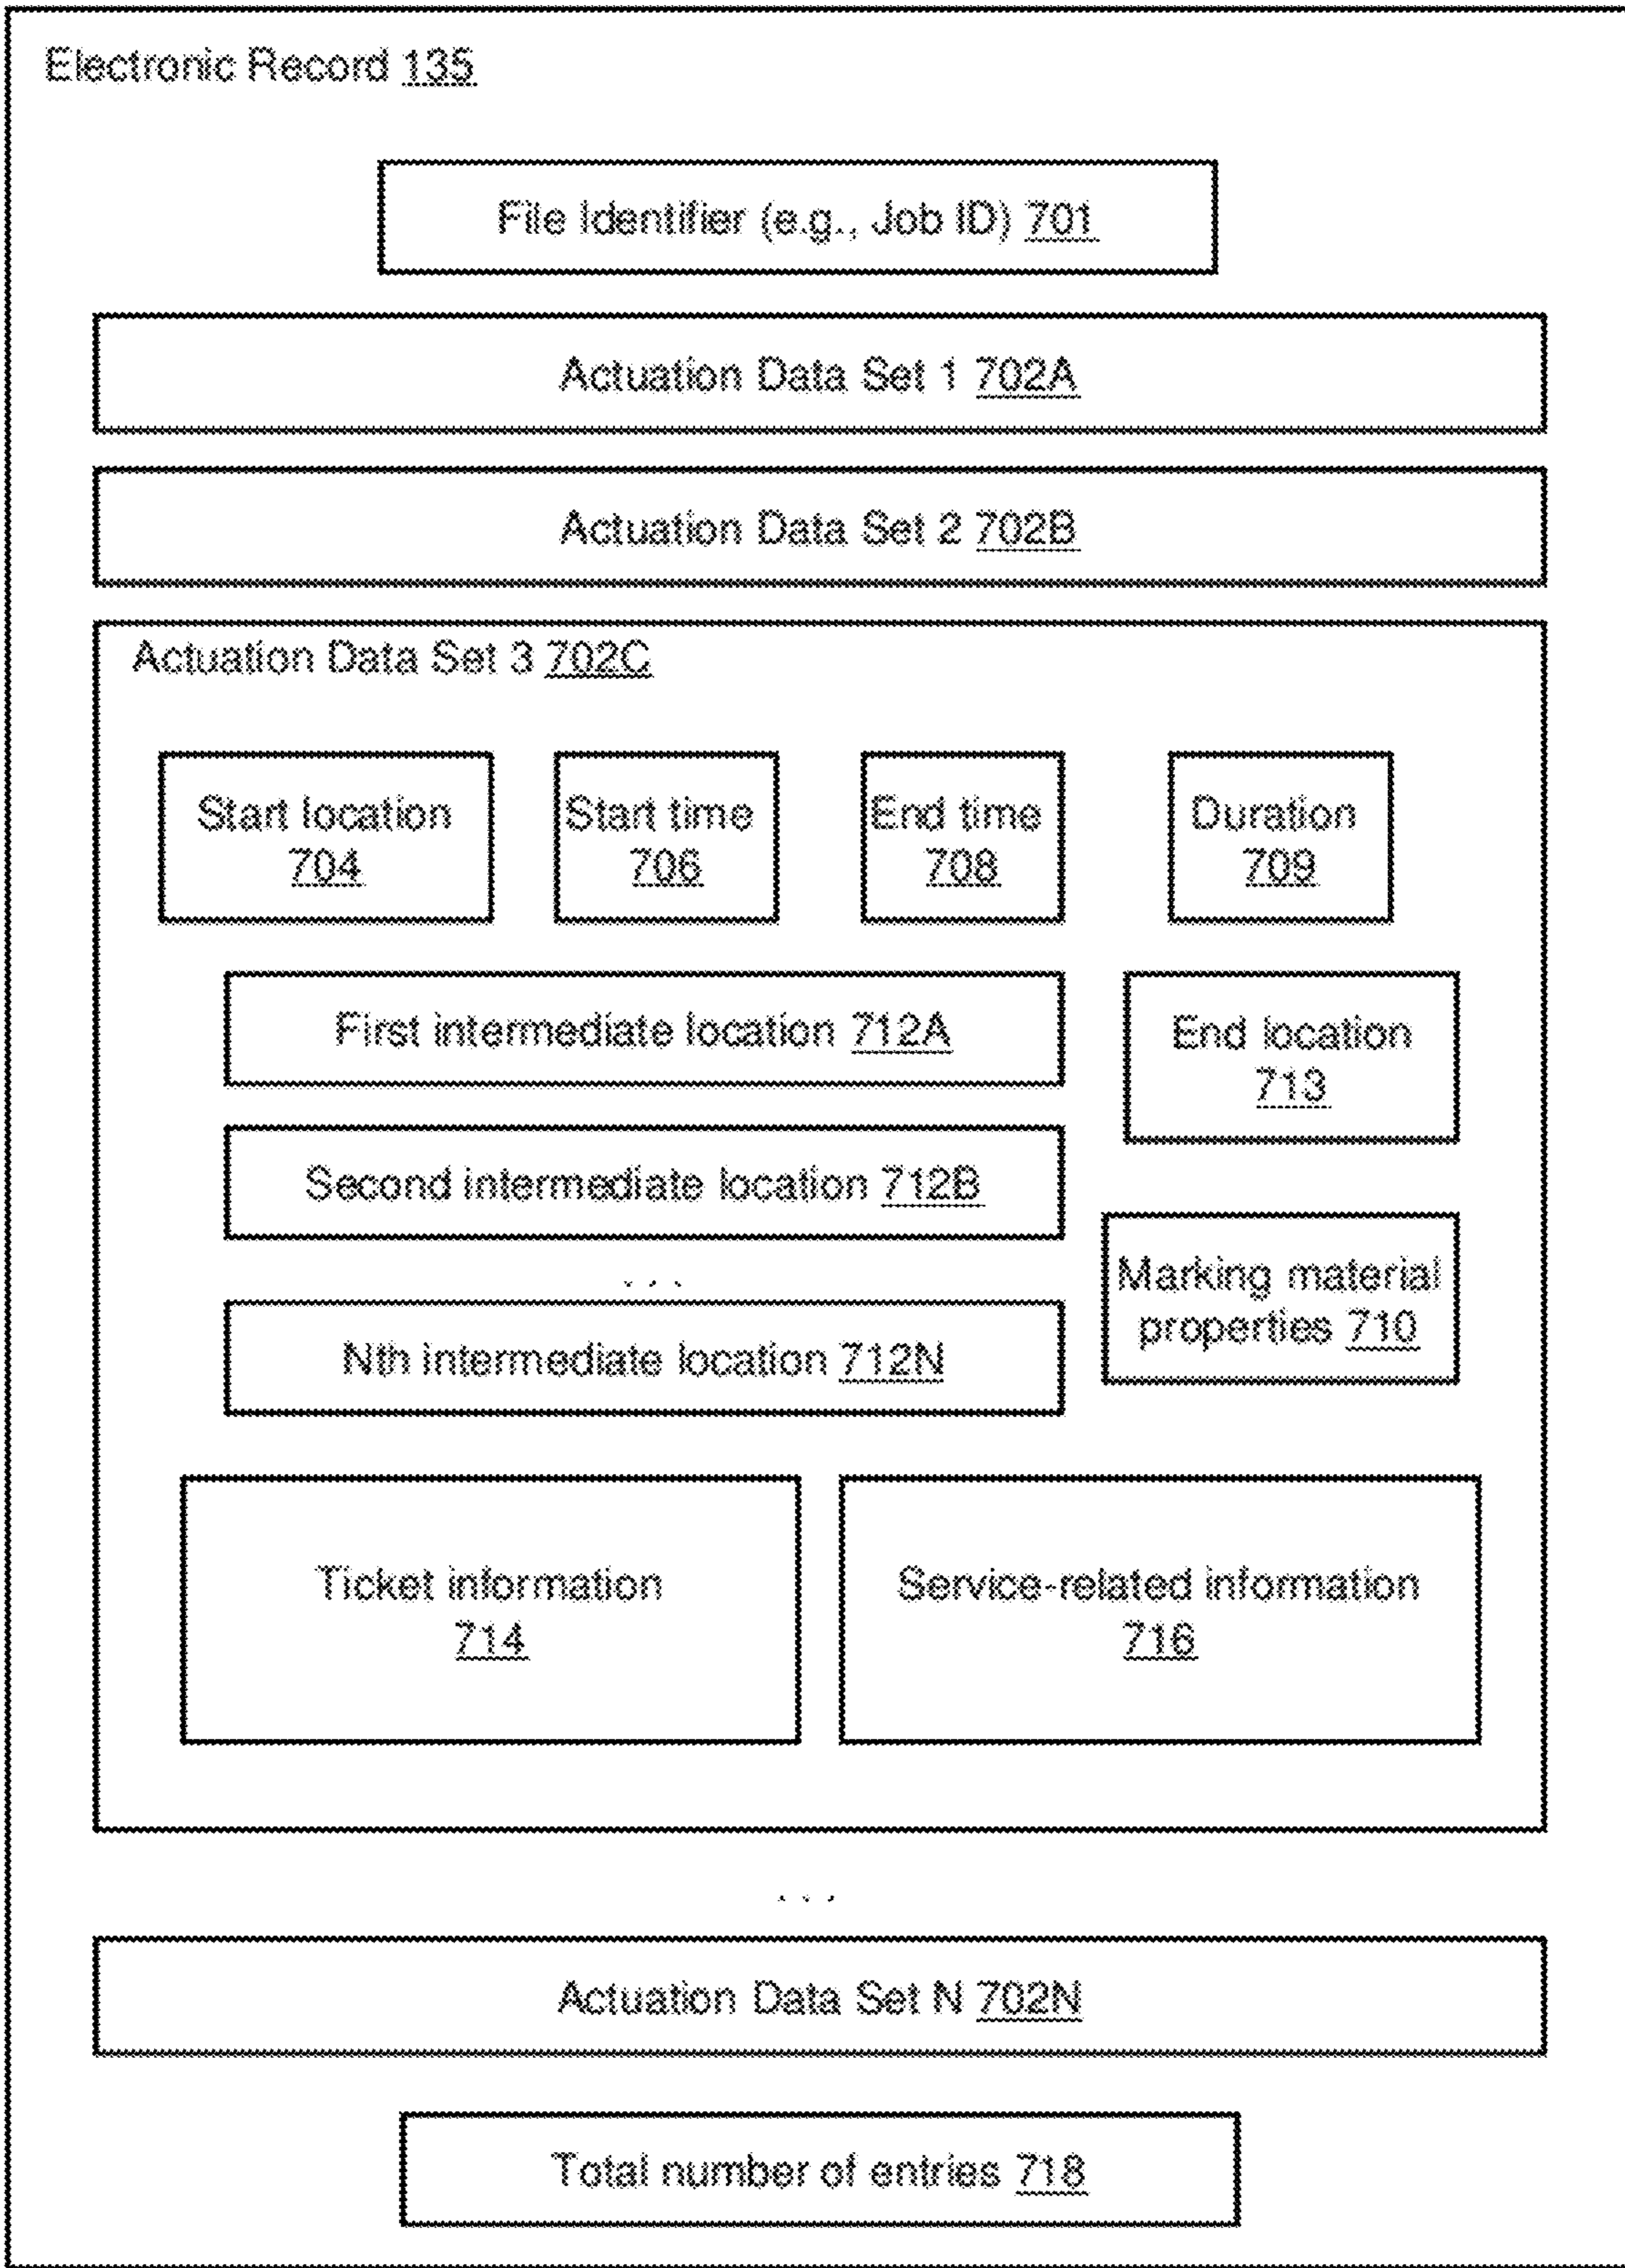 Electronic Record 135
File Identifier (e.g., Job ID) 701
Actuation Data Set 1 702A
Actuation Data Set 2 702B
Actuation Data Set 3 702C
Start location
704
Start time
706
End time
708
Duration
709
First intermediate location 712A
End location
713
Second intermediate location 712B
Marking material
properties 710
. . .
Nth intermediate location 712N
Ticket information
714
Service-related information
716
. . .
Actuation Data Set N 702N
Total number of entries 718